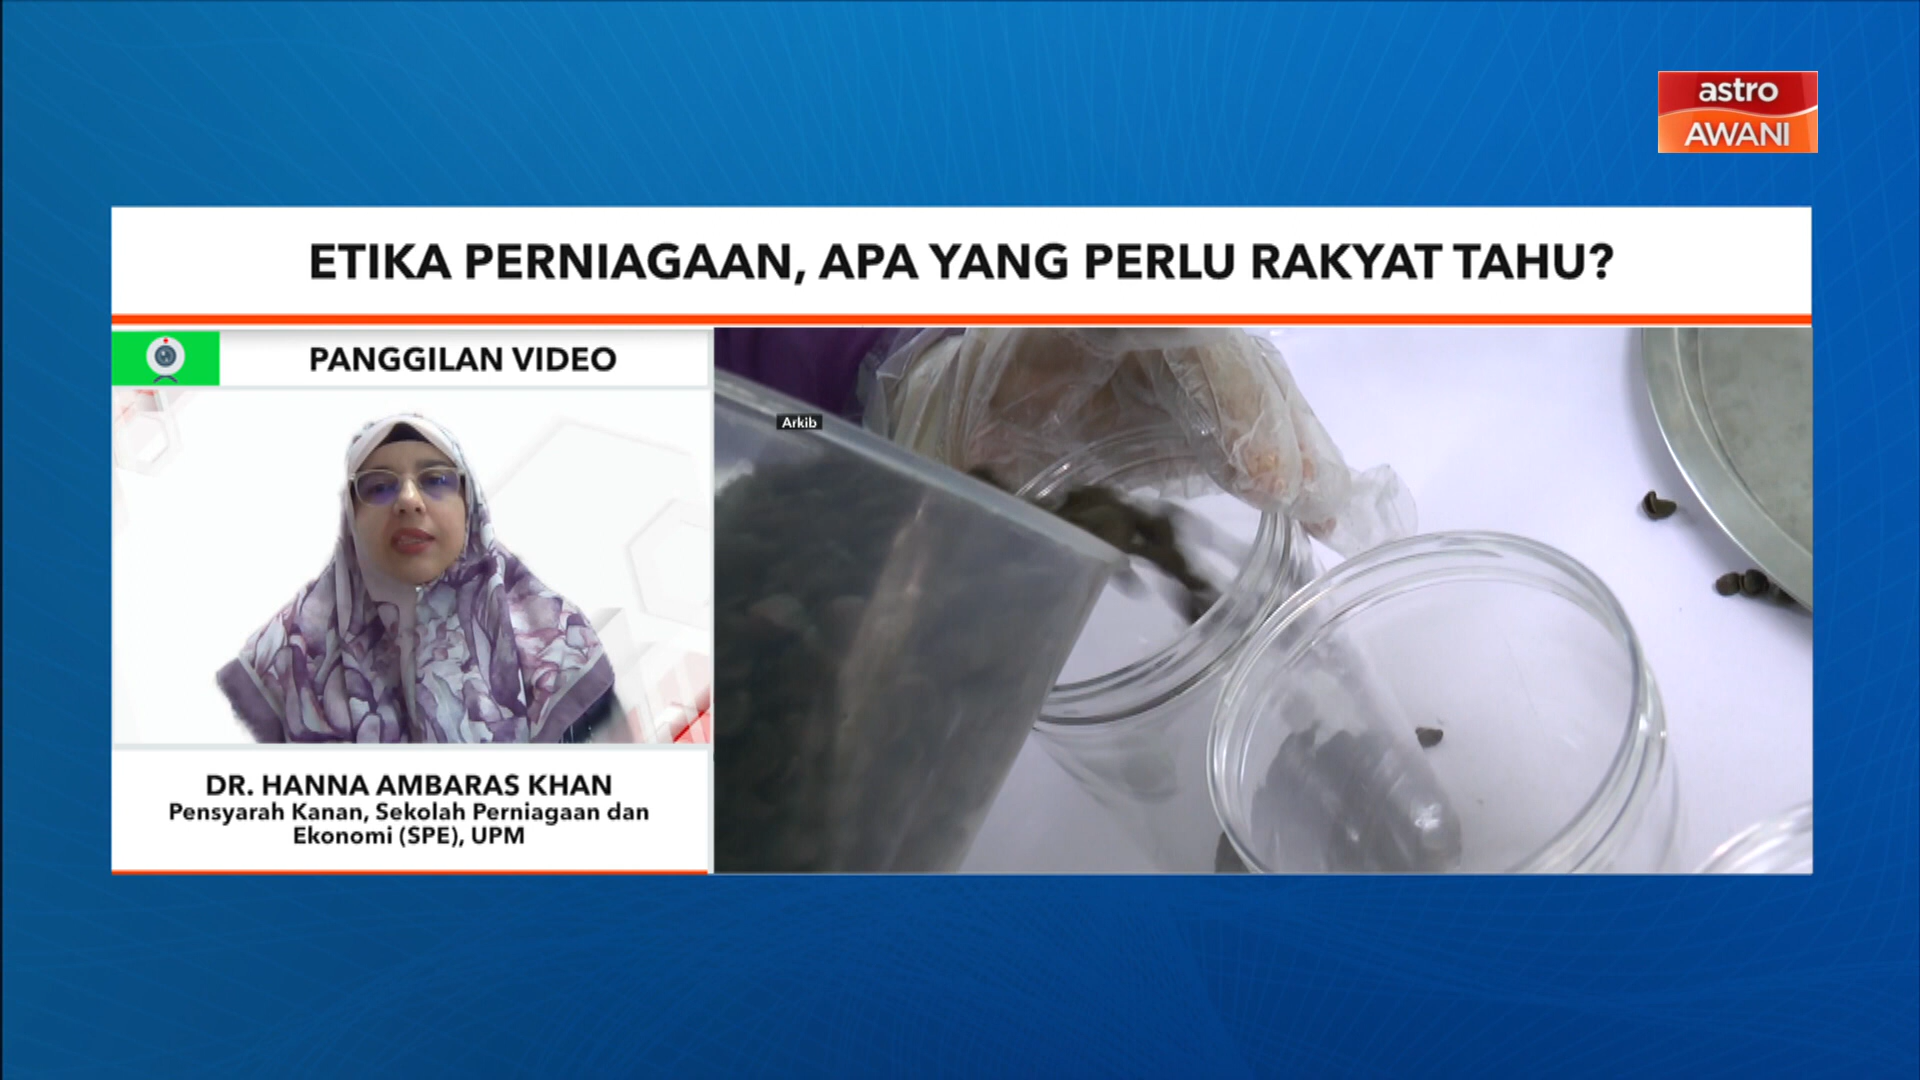 astro
AWANI
ETIKA PERNIAGAAN, APA YANG PERLU RAKYAT TAHU?
PANGGILAN VIDEO
Arkib
DR. HANNA AMBARAS KHAN
Pensyarah Kanan, Sekolah Perniagaan dan
Ekonomi (SPE), UPM